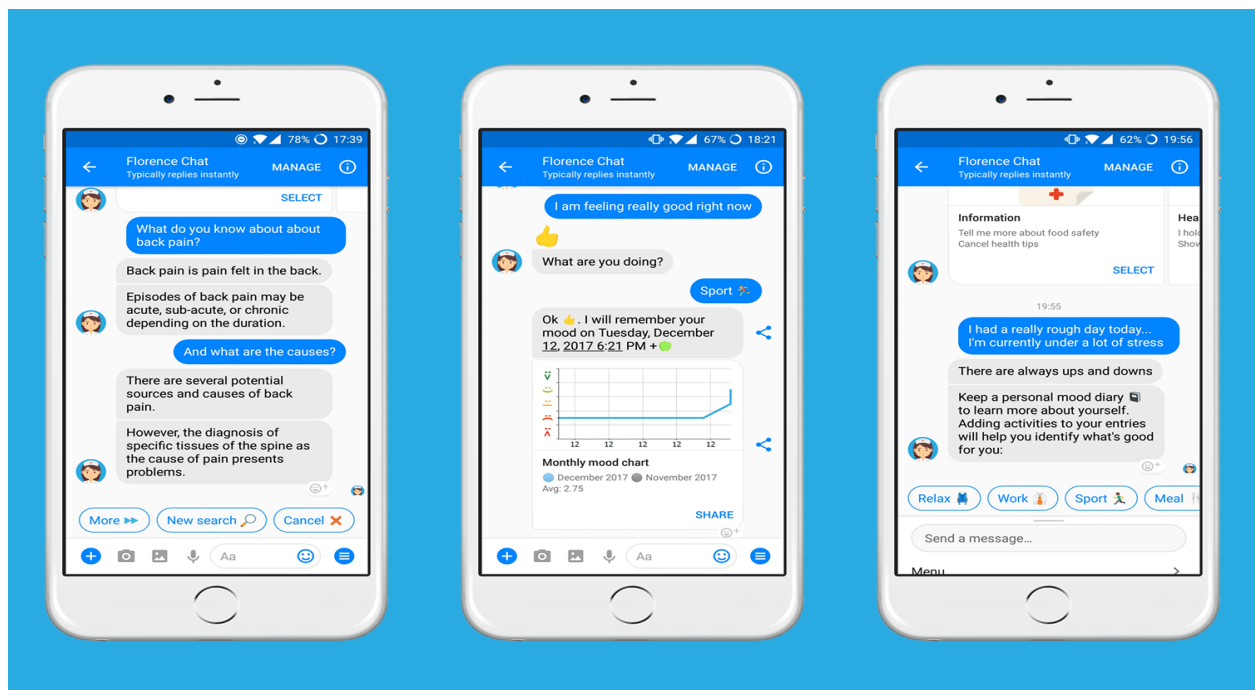 78% 17:39
Florence Chat
Typically replies instantly
MANAGE
SELECT
What do you know about about
back pain?
Back pain is pain felt in the back.
Episodes of back pain may be
acute, sub-acute, or chronic
depending on the duration.
And what are the causes?
There are several potential
sources and causes of back
pain.
However, the diagnosis of
specific tissues of the spine as
the cause of pain presents
problems.
More New search Cancel
Aa
67% 18:21
Florence Chat
Typically replies instantly
MANAGE
I am feeling really good right now
What are you doing?
Sport
Ok 👍. I will remember your
mood on Tuesday, December
12, 2017 6:21 PM +🍏
12 12 12 12 12
Monthly mood chart
December 2017 November 2017
Avg: 2.75
SHARE
Aa
62% 19:56
Florence Chat
Typically replies instantly
MANAGE
Information
Tell me more about food safety
Cancel health tips
SELECT
Hea
I hold
Show
19:55
I had a really rough day today...
I'm currently under a lot of stress
There are always ups and downs
Keep a personal mood diary
to learn more about yourself.
Adding activities to your entries
will help you identify what's good
for you:
Relax Work Sport Meal
Send a message...
Menu